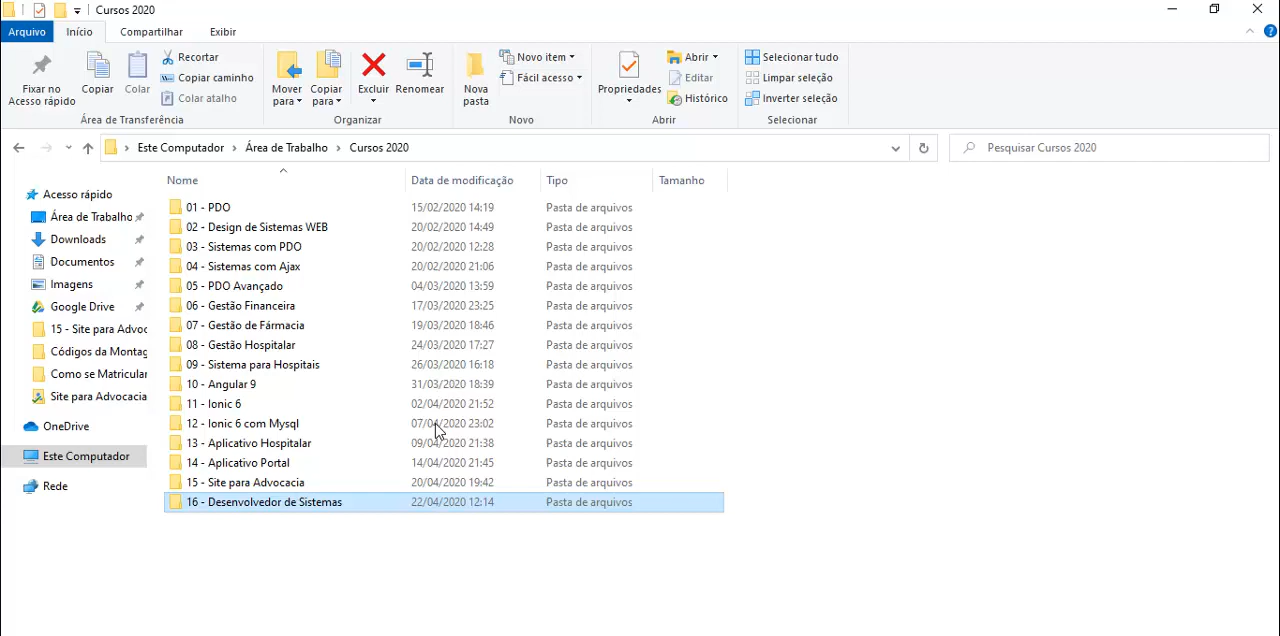 Cursos 2020
Arquivo Início Compartilhar Exibir
Fixar no Acesso rápido
Copiar
Colar
Recortar
Copiar caminho
Colar atalho
Área de Transferência
Mover para
Copiar para
Excluir
Renomear
Organizar
Nova pasta
Novo item
Fácil acesso
Novo
Propriedades
Abrir
Editar
Histórico
Abrir
Selecionar tudo
Limpar seleção
Inverter seleção
Selecionar
Este Computador > Área de Trabalho > Cursos 2020
Pesquisar Cursos 2020
Acesso rápido
Área de Trabalho
Downloads
Documentos
Imagens
Google Drive
15 - Site para Advoc
Códigos da Montag
Como se Matricular
Site para Advocacia
OneDrive
Este Computador
Rede
Nome Data de modificação Tipo Tamanho
01 - PDO 15/02/2020 14:19 Pasta de arquivos
02 - Design de Sistemas WEB 20/02/2020 14:49 Pasta de arquivos
03 - Sistemas com PDO 20/02/2020 12:28 Pasta de arquivos
04 - Sistemas com Ajax 20/02/2020 21:06 Pasta de arquivos
05 - PDO Avançado 04/03/2020 13:59 Pasta de arquivos
06 - Gestão Financeira 17/03/2020 23:25 Pasta de arquivos
07 - Gestão de Fármacia 19/03/2020 18:46 Pasta de arquivos
08 - Gestão Hospitalar 24/03/2020 17:27 Pasta de arquivos
09 - Sistema para Hospitais 26/03/2020 16:18 Pasta de arquivos
10 - Angular 9 31/03/2020 18:39 Pasta de arquivos
11 - Ionic 6 02/04/2020 21:52 Pasta de arquivos
12 - Ionic 6 com Mysql 07/04/2020 23:02 Pasta de arquivos
13 - Aplicativo Hospitalar 09/04/2020 21:38 Pasta de arquivos
14 - Aplicativo Portal 14/04/2020 21:45 Pasta de arquivos
15 - Site para Advocacia 20/04/2020 19:42 Pasta de arquivos
16 - Desenvolvedor de Sistemas 22/04/2020 12:14 Pasta de arquivos